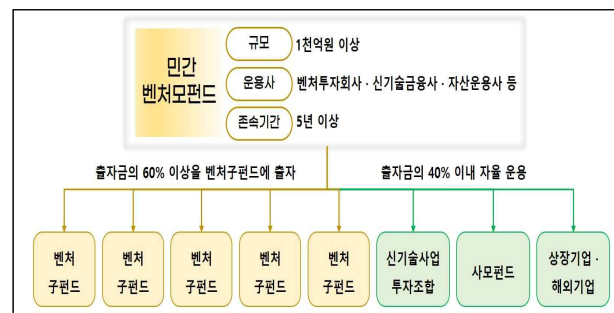 민간
벤처모펀드
규모 1천억원 이상
운용사 벤처투자회사·신기술금융사·자산운용사 등
존속기간 5년 이상
출자금의 60% 이상을 벤처자펀드에 출자
출자금의 40% 이내 자율 운용
벤처
자펀드
벤처
자펀드
벤처
자펀드
벤처
자펀드
벤처
자펀드
신기술사업
투자조합
사모펀드
상장기업·
해외기업